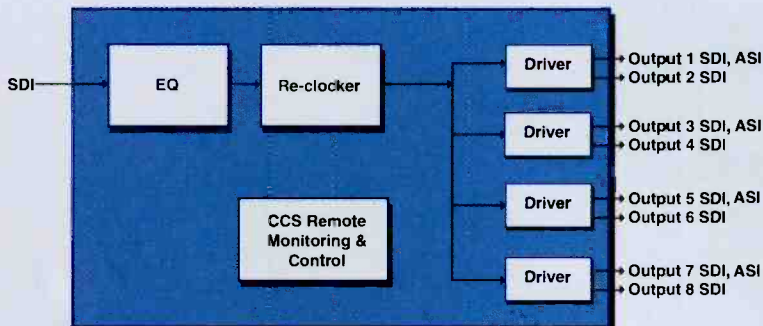 SDI
EQ
Re-clocker
Driver
Output 1 SDI, ASI
Output 2 SDI
Driver
Output 3 SDI, ASI
Output 4 SDI
CCS Remote
Monitoring &
Control
Driver
Output 5 SDI, ASI
Output 6 SDI
Driver
Output 7 SDI, ASI
Output 8 SDI